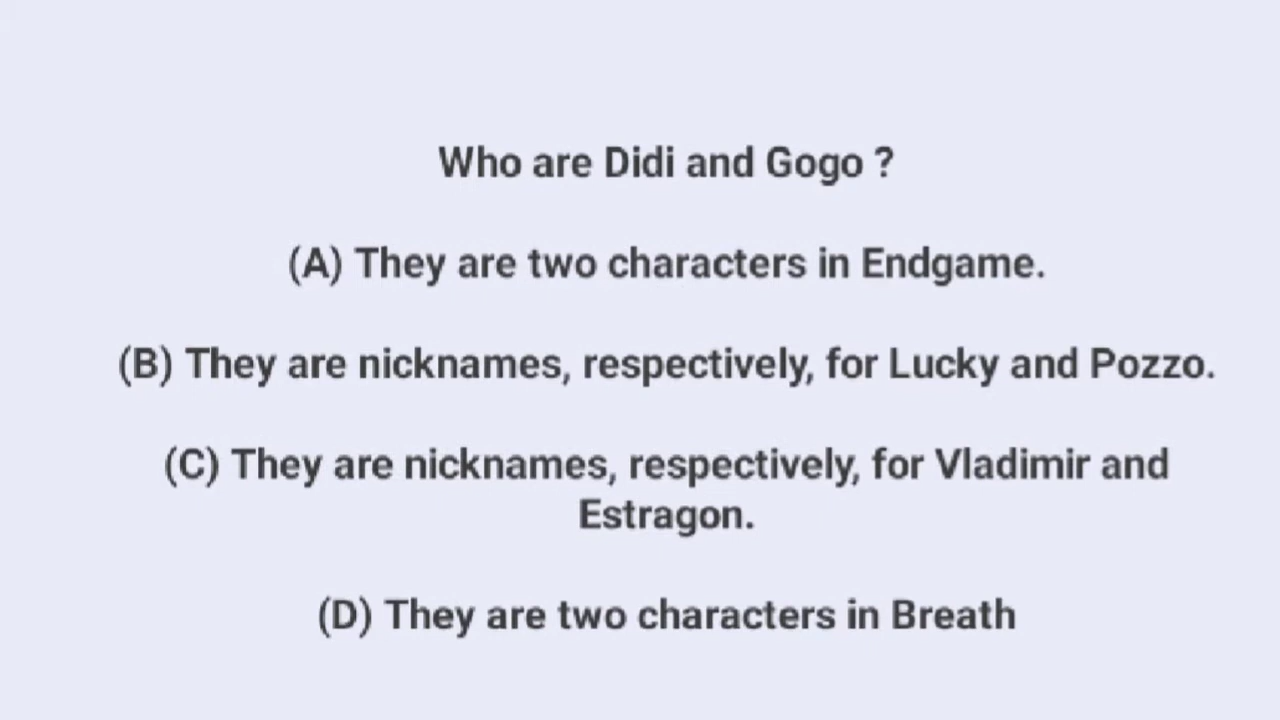 Who are Didi and Gogo ?
(A) They are two characters in Endgame.
(B) They are nicknames, respectively, for Lucky and Pozzo.
(C) They are nicknames, respectively, for Vladimir and
Estragon.
(D) They are two characters in Breath